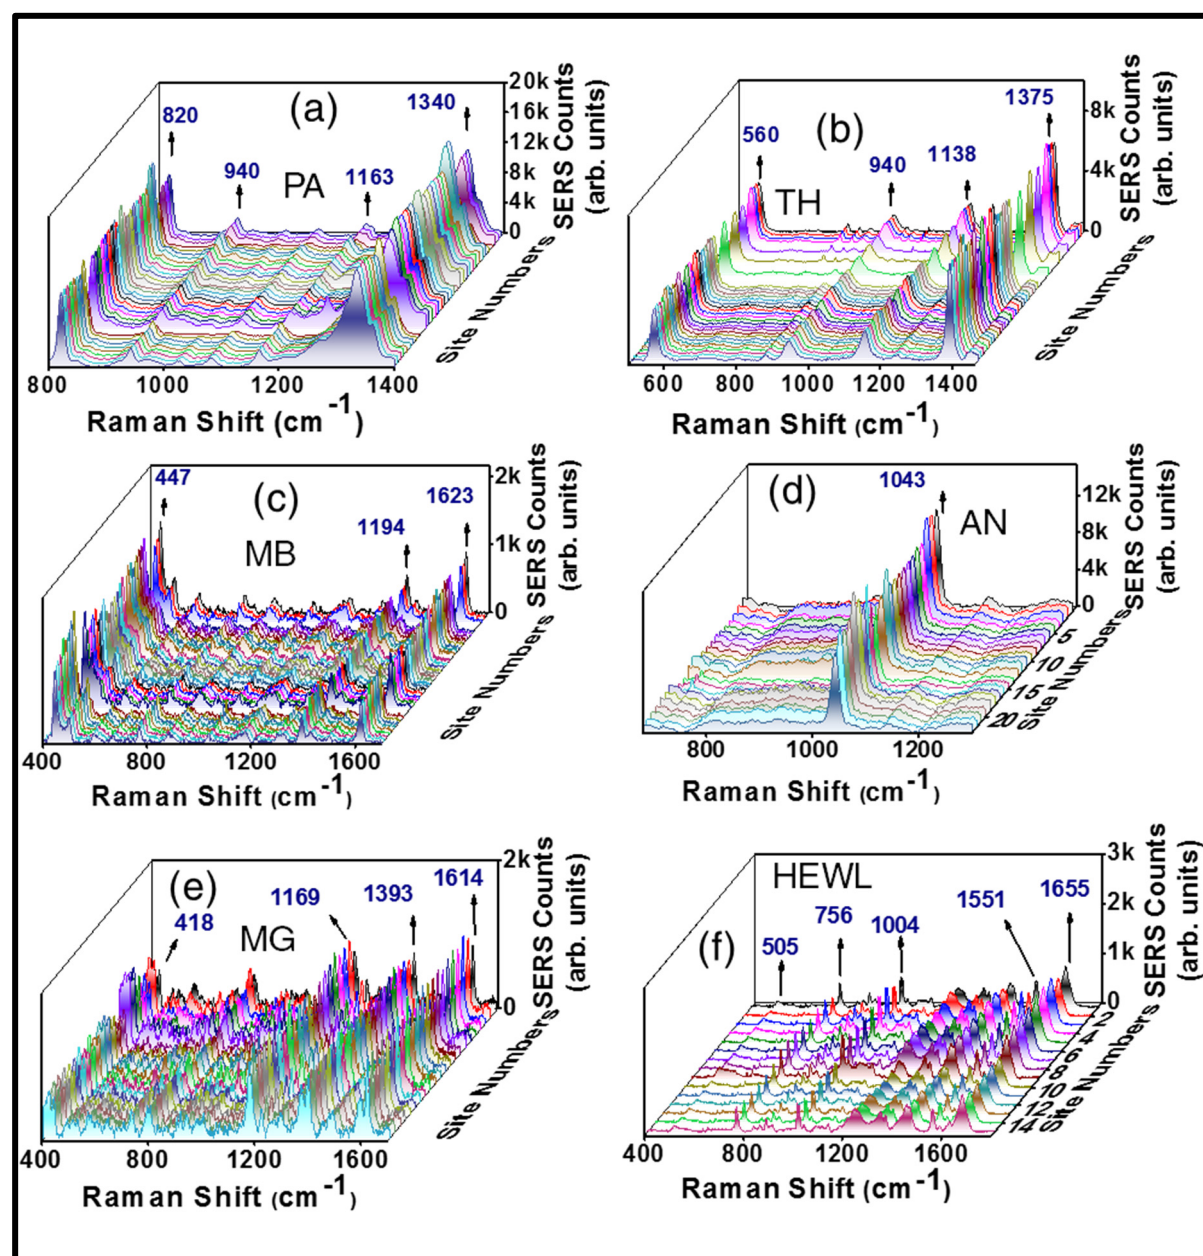 (a)
PA
820
940
1163
1340
20k
16k
12k
8k
4k
0
SERS Counts
(arb. units)
Site Numbers
800
1000
1200
1400
Raman Shift (cm-1)
(b)
TH
560
940
1138
1375
8k
4k
0
SERS Counts
(arb. units)
Site Numbers
600
1000
1200
1400
Raman Shift (cm-1)
(c)
MB
447
1194
1623
2k
1k
0
SERS Counts
(arb. units)
Site Numbers
400
800
1200
1600
Raman Shift (cm-1)
(d)
AN
1043
12k
8k
4k
0
SERS Counts
(arb. units)
5
10
15
20
Site Numbers
800
1000
1200
Raman Shift (cm-1)
(e)
MG
418
1169
1393
1614
2k
0
SERS Counts
(arb. units)
Site Numbers
400
800
1200
1600
Raman Shift (cm-1)
(f)
HEWL
505
756
1004
1551
1655
3k
2k
1k
0
SERS Counts
(arb. units)
2
4
6
8
10
12
14
Site Numbers
400
800
1200
1600
Raman Shift (cm-1)